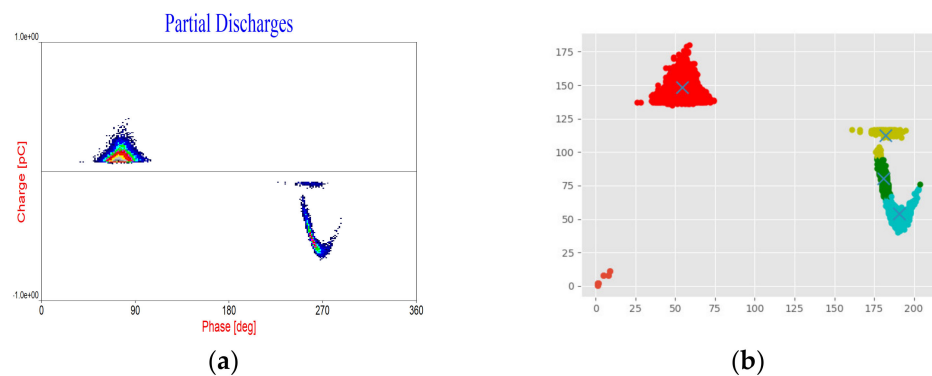 Partial Discharges
1.0e+00
Charge [pC]
-1.0e+00
0 90 180 270 360
Phase [deg]
(a)
175
150
125
100
75
50
25
0
0 25 50 75 100 125 150 175 200
(b)